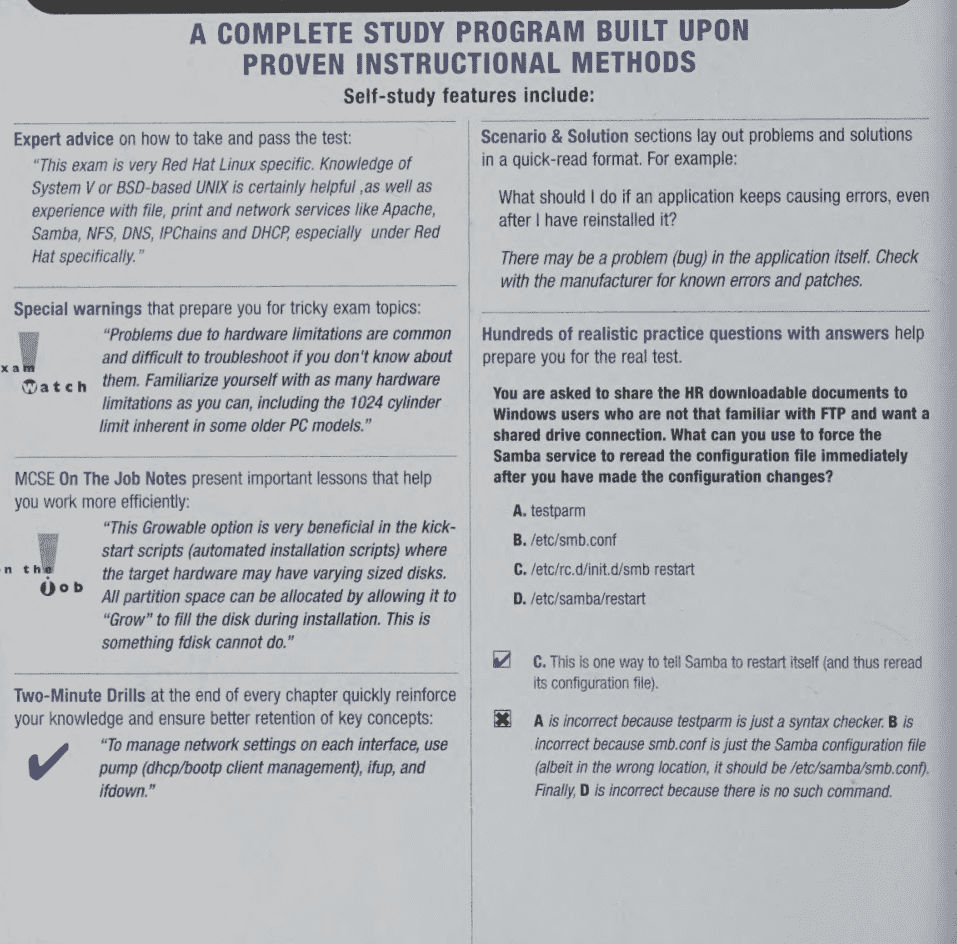 A COMPLETE STUDY PROGRAM BUILT UPON
PROVEN INSTRUCTIONAL METHODS
Self-study features include:
Expert advice on how to take and pass the test:
"This exam is very Red Hat Linux specific. Knowledge of
System V or BSD-based UNIX is certainly helpful ,as well as
experience with file, print and network services like Apache,
Samba, NFS, DNS, IPChains and DHCP, especially under Red
Hat specifically."
Special warnings that prepare you for tricky exam topics:
xam
Watch
"Problems due to hardware limitations are common
and difficult to troubleshoot if you don't know about
them. Familiarize yourself with as many hardware
limitations as you can, including the 1024 cylinder
limit inherent in some older PC models."
MCSE On The Job Notes present important lessons that help
you work more efficiently:
n the
job
"This Growable option is very beneficial in the kick-
start scripts (automated installation scripts) where
the target hardware may have varying sized disks.
All partition space can be allocated by allowing it to
"Grow" to fill the disk during installation. This is
something fdisk cannot do."
Two-Minute Drills at the end of every chapter quickly reinforce
your knowledge and ensure better retention of key concepts:
"To manage network settings on each interface, use
pump (dhcp/bootp client management), ifup, and
ifdown."
Scenario & Solution sections lay out problems and solutions
in a quick-read format. For example:
What should I do if an application keeps causing errors, even
after I have reinstalled it?
There may be a problem (bug) in the application itself. Check
with the manufacturer for known errors and patches.
Hundreds of realistic practice questions with answers help
prepare you for the real test.
You are asked to share the HR downloadable documents to
Windows users who are not that familiar with FTP and want a
shared drive connection. What can you use to force the
Samba service to reread the configuration file immediately
after you have made the configuration changes?
A. testparm
B. /etc/smb.conf
C. /etc/rc.d/init.d/smb restart
D. /etc/samba/restart
C. This is one way to tell Samba to restart itself (and thus reread
its configuration file).
A is incorrect because testparm is just a syntax checker. B is
incorrect because smb.conf is just the Samba configuration file
(albeit in the wrong location, it should be /etc/samba/smb.conf).
Finally, D is incorrect because there is no such command.